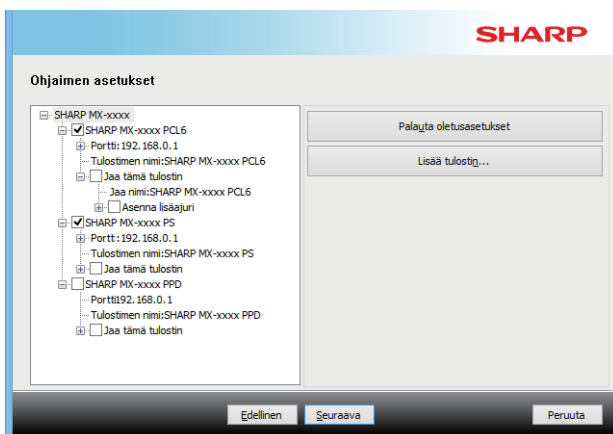 SHARP
Ohjaimen asetukset
SHARP MX-xxxx
SHARP MX-xxxx PCL6
Portti:192.168.0.1
Tulostimen nimi:SHARP MX-xxxx PCL6
Jaa tämä tulostin
Jaa nimi:SHARP MX-xxxx PCL6
Asenna lisäajuri
SHARP MX-xxxx PS
Portt:192.168.0.1
Tulostimen nimi:SHARP MX-xxxx PS
Jaa tämä tulostin
SHARP MX-xxxx PPD
Portti192.168.0.1
Tulostimen nimi:SHARP MX-xxxx PPD
Jaa tämä tulostin
Palauta oletusasetukset
Lisää tulostin...
Edellinen
Seuraava
Peruuta